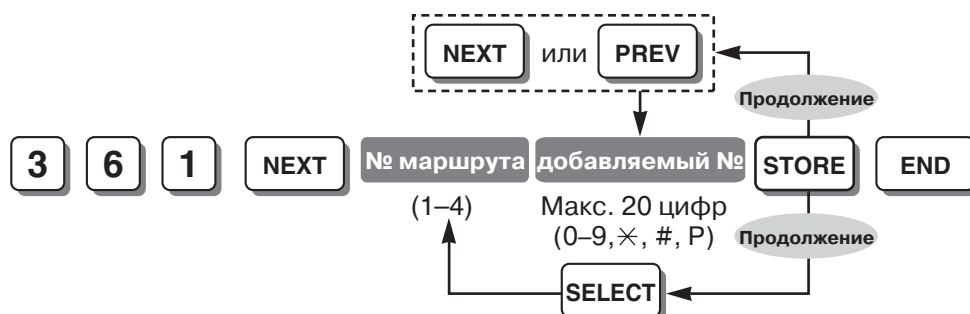 NEXT или PREV
Продолжение
3 6 1 NEXT № маршрута добавляемый № STORE END
(1–4) Макс. 20 цифр
(0–9, ✳, #, P) Продолжение
SELECT